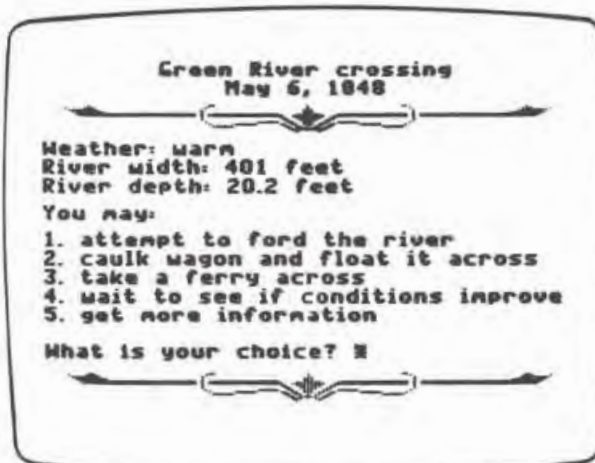 Green River crossing
May 6, 1848
Weather: warm
River width: 401 feet
River depth: 20.2 feet
You may:
1. attempt to ford the river
2. caulk wagon and float it across
3. take a ferry across
4. wait to see if conditions improve
5. get more information
What is your choice?